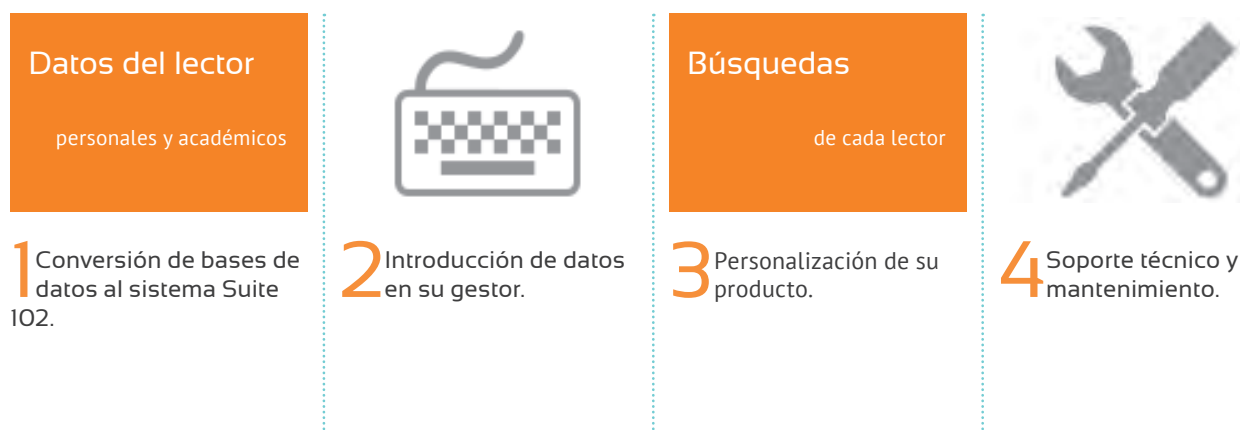 Datos del lector
personales y académicos
1 Conversión de bases de
datos al sistema Suite
102.
2 Introducción de datos
en su gestor.
Búsquedas
de cada lector
3 Personalización de su
producto.
4 Soporte técnico y
mantenimiento.